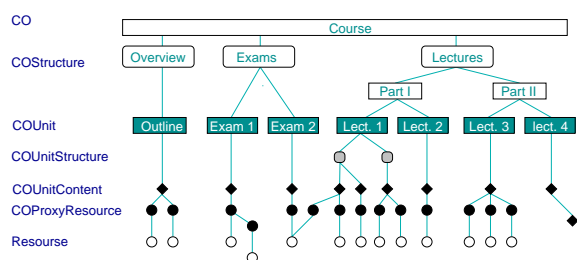 CO
Course
COStructure
Overview
Exams
Lectures
Part I
Part II
COUnit
Outline
Exam 1
Exam 2
Lect. 1
Lect. 2
Lect. 3
lect. 4
COUnitStructure
COUnitContent
COProxyResource
Resourse